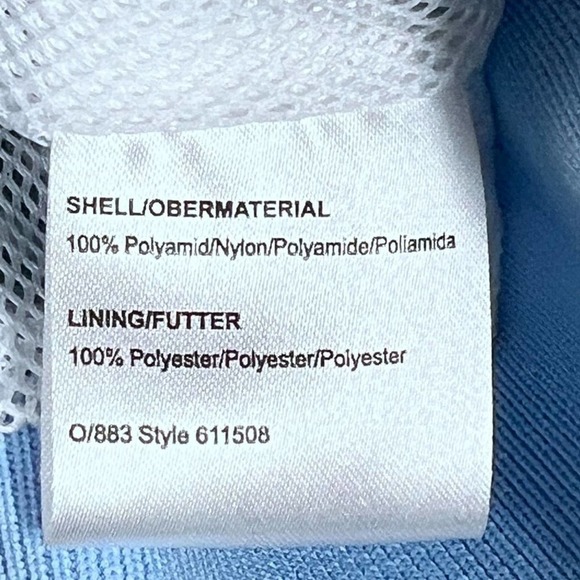 SHELL/OBERMATERIAL
100% Polyamid/Nylon/Polyamide/Poliamida
LINING/FUTTER
100% Polyester/Polyester/Polyester
O/883 Style 611508